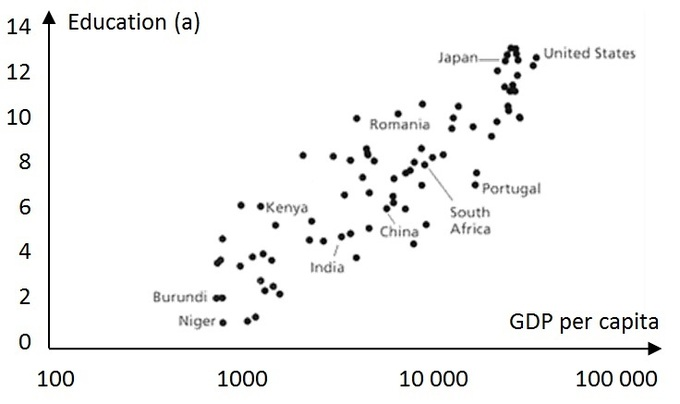 Education (a)
14
12
10
8
6
4
2
0
Japan
United States
Romania
Portugal
Kenya
South
Africa
China
India
Burundi
Niger
GDP per capita
100
1000
10 000
100 000